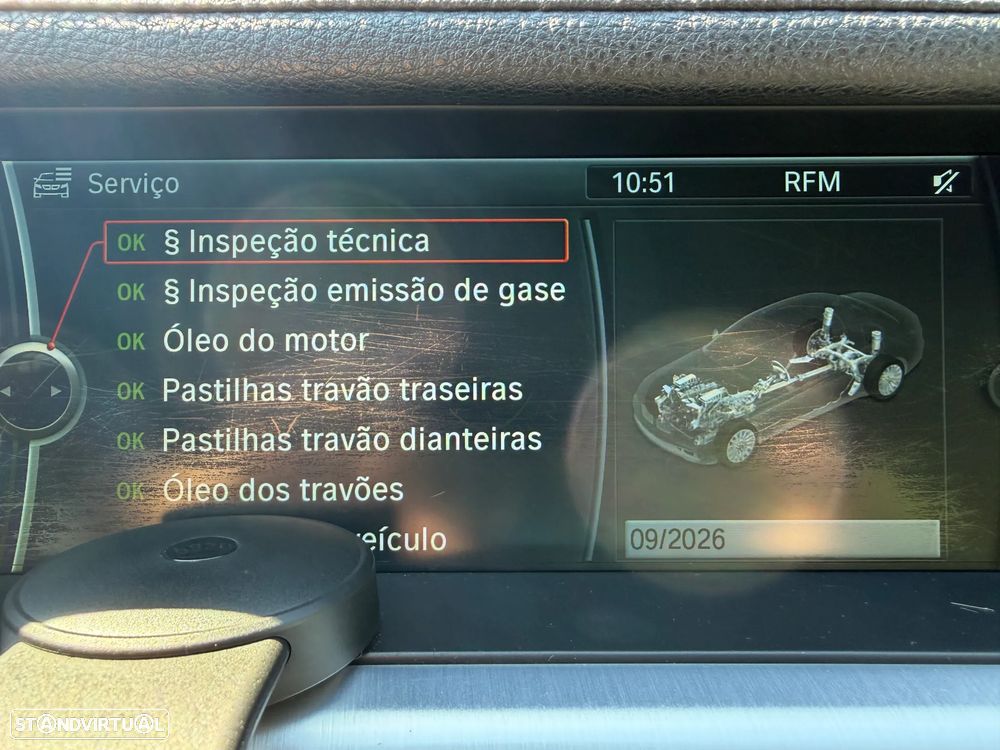 Serviço
10:51 RFM
OK § Inspeção técnica
OK § Inspeção emissão de gase
OK Óleo do motor
OK Pastilhas travão traseiras
OK Pastilhas travão dianteiras
OK Óleo dos travões
eículo
09/2026
STANDVIRTUAL